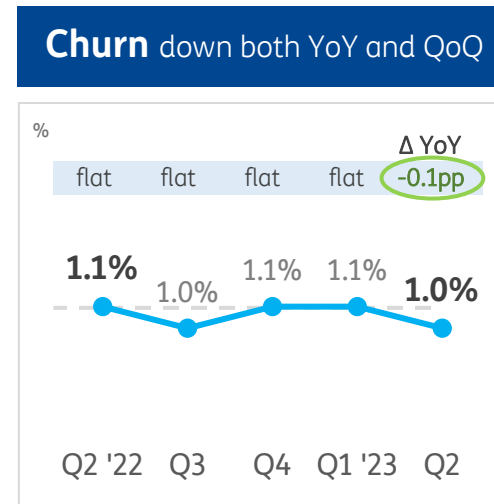 Churn down both YoY and QoQ
%
Δ YoY
flat flat flat flat -0.1pp
1.1% 1.0% 1.1% 1.1% 1.0%
Q2 '22 Q3 Q4 Q1 '23 Q2